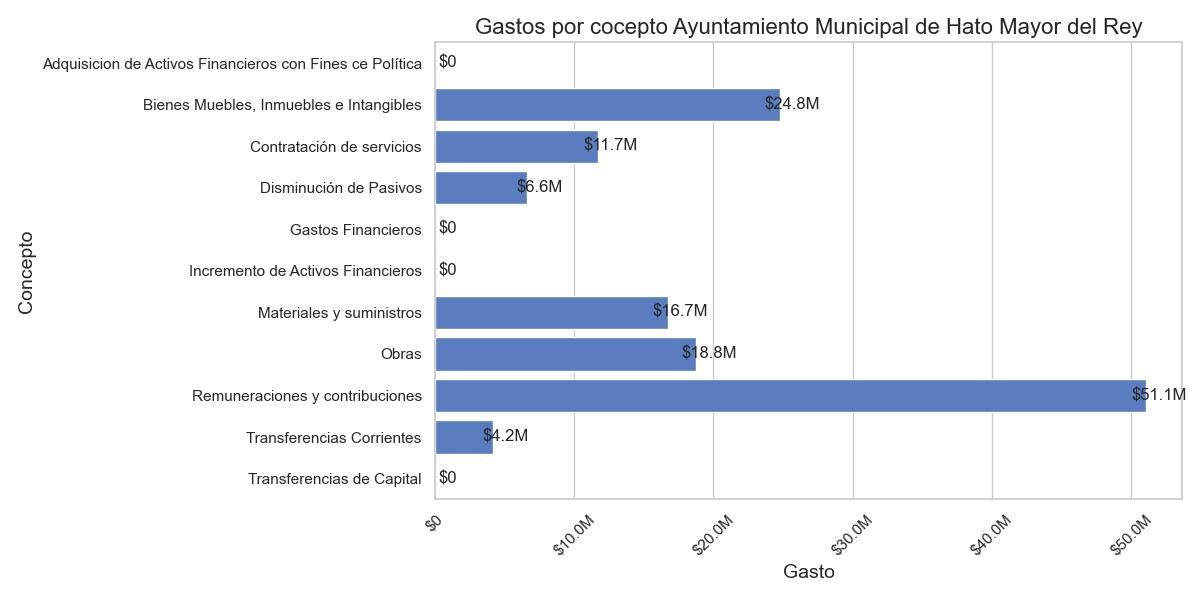 Gastos por cocepto Ayuntamiento Municipal de Hato Mayor del Rey
Concepto
Adquisicion de Activos Financieros con Fines ce Política $0
Bienes Muebles, Inmuebles e Intangibles $24.8M
Contratación de servicios $11.7M
Disminución de Pasivos $6.6M
Gastos Financieros $0
Incremento de Activos Financieros $0
Materiales y suministros $16.7M
Obras $18.8M
Remuneraciones y contribuciones $51.1M
Transferencias Corrientes $4.2M
Transferencias de Capital $0
$0 $10.0M $20.0M $30.0M $40.0M $50.0M
Gasto